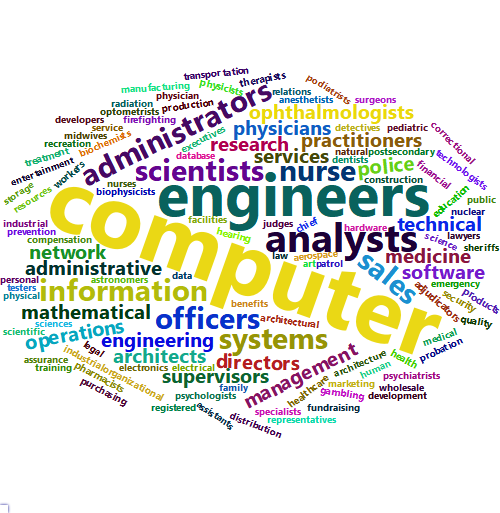 transportation
therapists
manufacturing
physicists
podiatrists
physician
relations
radiation
production
anesthetists
surgeons
optometrists
administrators
ophthalmologists
developers
firefighting
service
executives
physicians
detectives
pediatric
correctional
midwives
biochemists
research
practitioners
recreation
treatment
database
services
natural
postsecondary
technologists
entertainment
workers
scientists
nurse
dentists
police
financial
storage
resources
nurses
biophysicists
engineers
construction
education
public
computer
facilities
chief
nuclear
industrial
prevention
hearing
judges
hardware
technical
lawyers
compensation
analysts
science
sheriffs
network
law
aerospace
medicine
administrative
data
art
patrol
sales
software
personal
astronomers
emergency
testers
physical
information
benefits
adjudicators
security
products
mathematical
officers
architectural
quality
scientific
sciences
operations
engineering
systems
medical
probation
legal
architects
directors
management
architecture
health
assurance
training
industrialorganizational
electronics
electrical
supervisors
human
psychiatrists
pharmacists
family
healthcare
marketing
gambling
wholesale
development
purchasing
psychologists
registered
assistants
distribution
specialists
fundraising
representatives